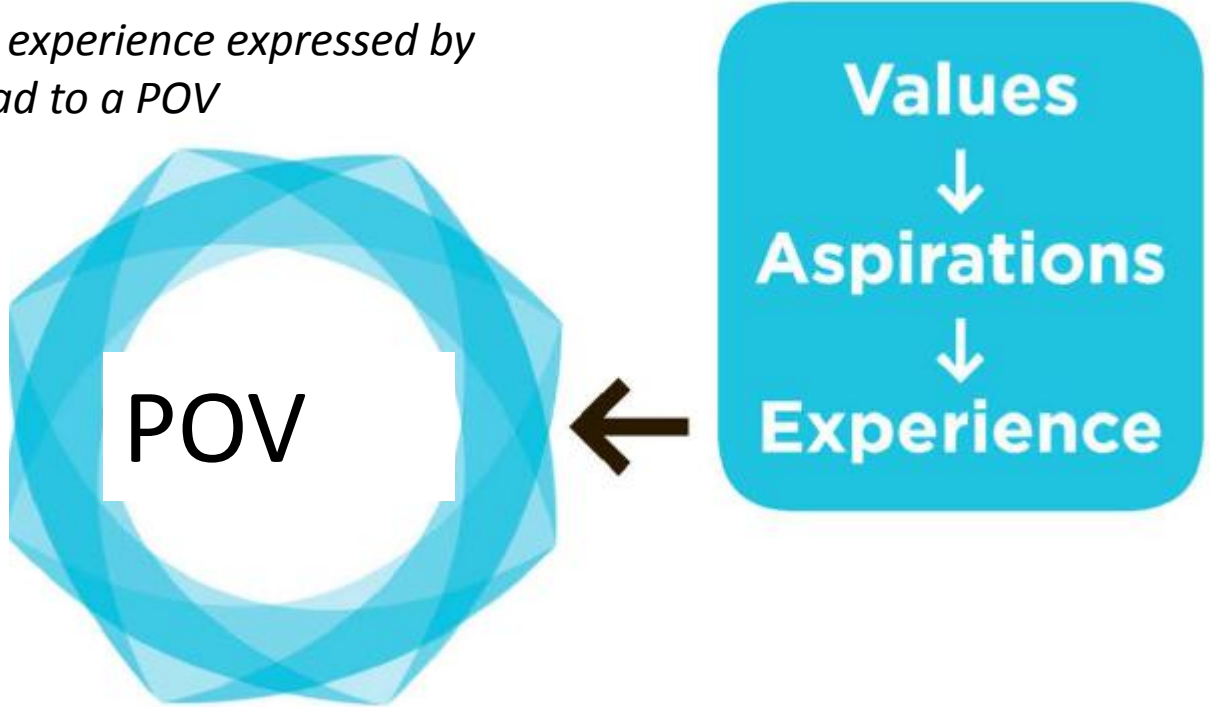 experience expressed by
ad to a POV
Values
↓
Aspirations
↓
Experience
POV